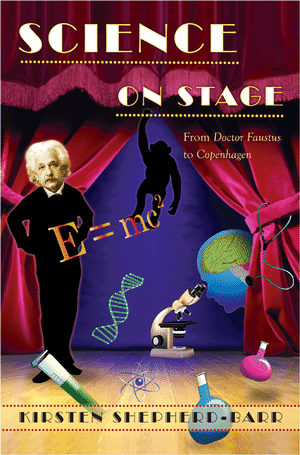 SCIENCE
ON STAGE
From Doctor Faustus
to Copenhagen
E=mc²
KIRSTEN SHEPHERD-BARR